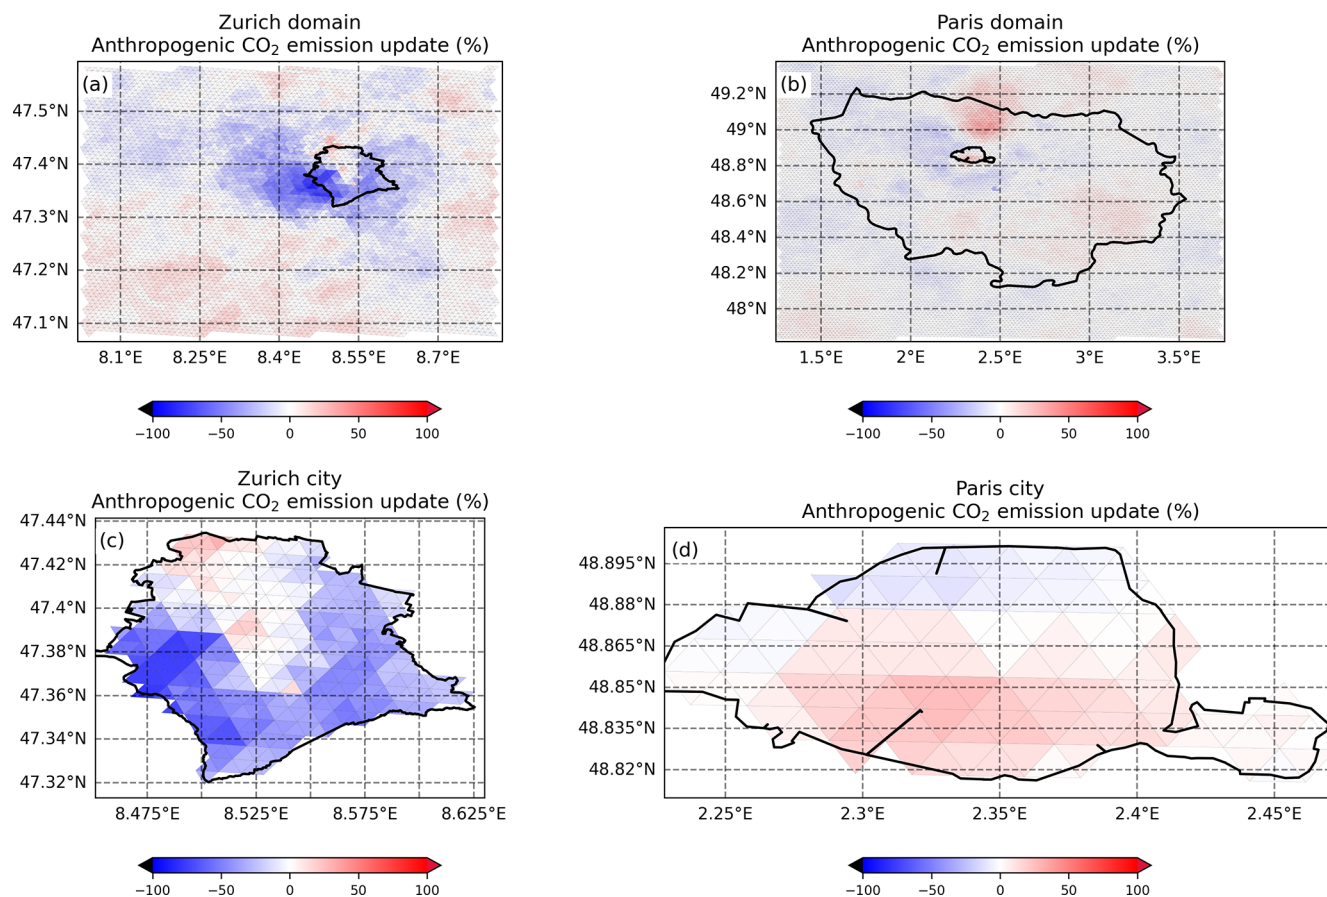 Zurich domain
Anthropogenic CO₂ emission update (%)
(a)
47.5°N
47.4°N
47.3°N
47.2°N
47.1°N
8.1°E 8.25°E 8.4°E 8.55°E 8.7°E
−100 −50 0 50 100
Paris domain
Anthropogenic CO₂ emission update (%)
(b)
49.2°N
49°N
48.8°N
48.6°N
48.4°N
48.2°N
48°N
1.5°E 2°E 2.5°E 3°E 3.5°E
−100 −50 0 50 100
Zurich city
Anthropogenic CO₂ emission update (%)
(c)
47.44°N
47.42°N
47.4°N
47.38°N
47.36°N
47.34°N
47.32°N
8.475°E 8.525°E 8.575°E 8.625°E
−100 −50 0 50 100
Paris city
Anthropogenic CO₂ emission update (%)
(d)
48.895°N
48.88°N
48.865°N
48.85°N
48.835°N
48.82°N
2.25°E 2.3°E 2.35°E 2.4°E 2.45°E
−100 −50 0 50 100